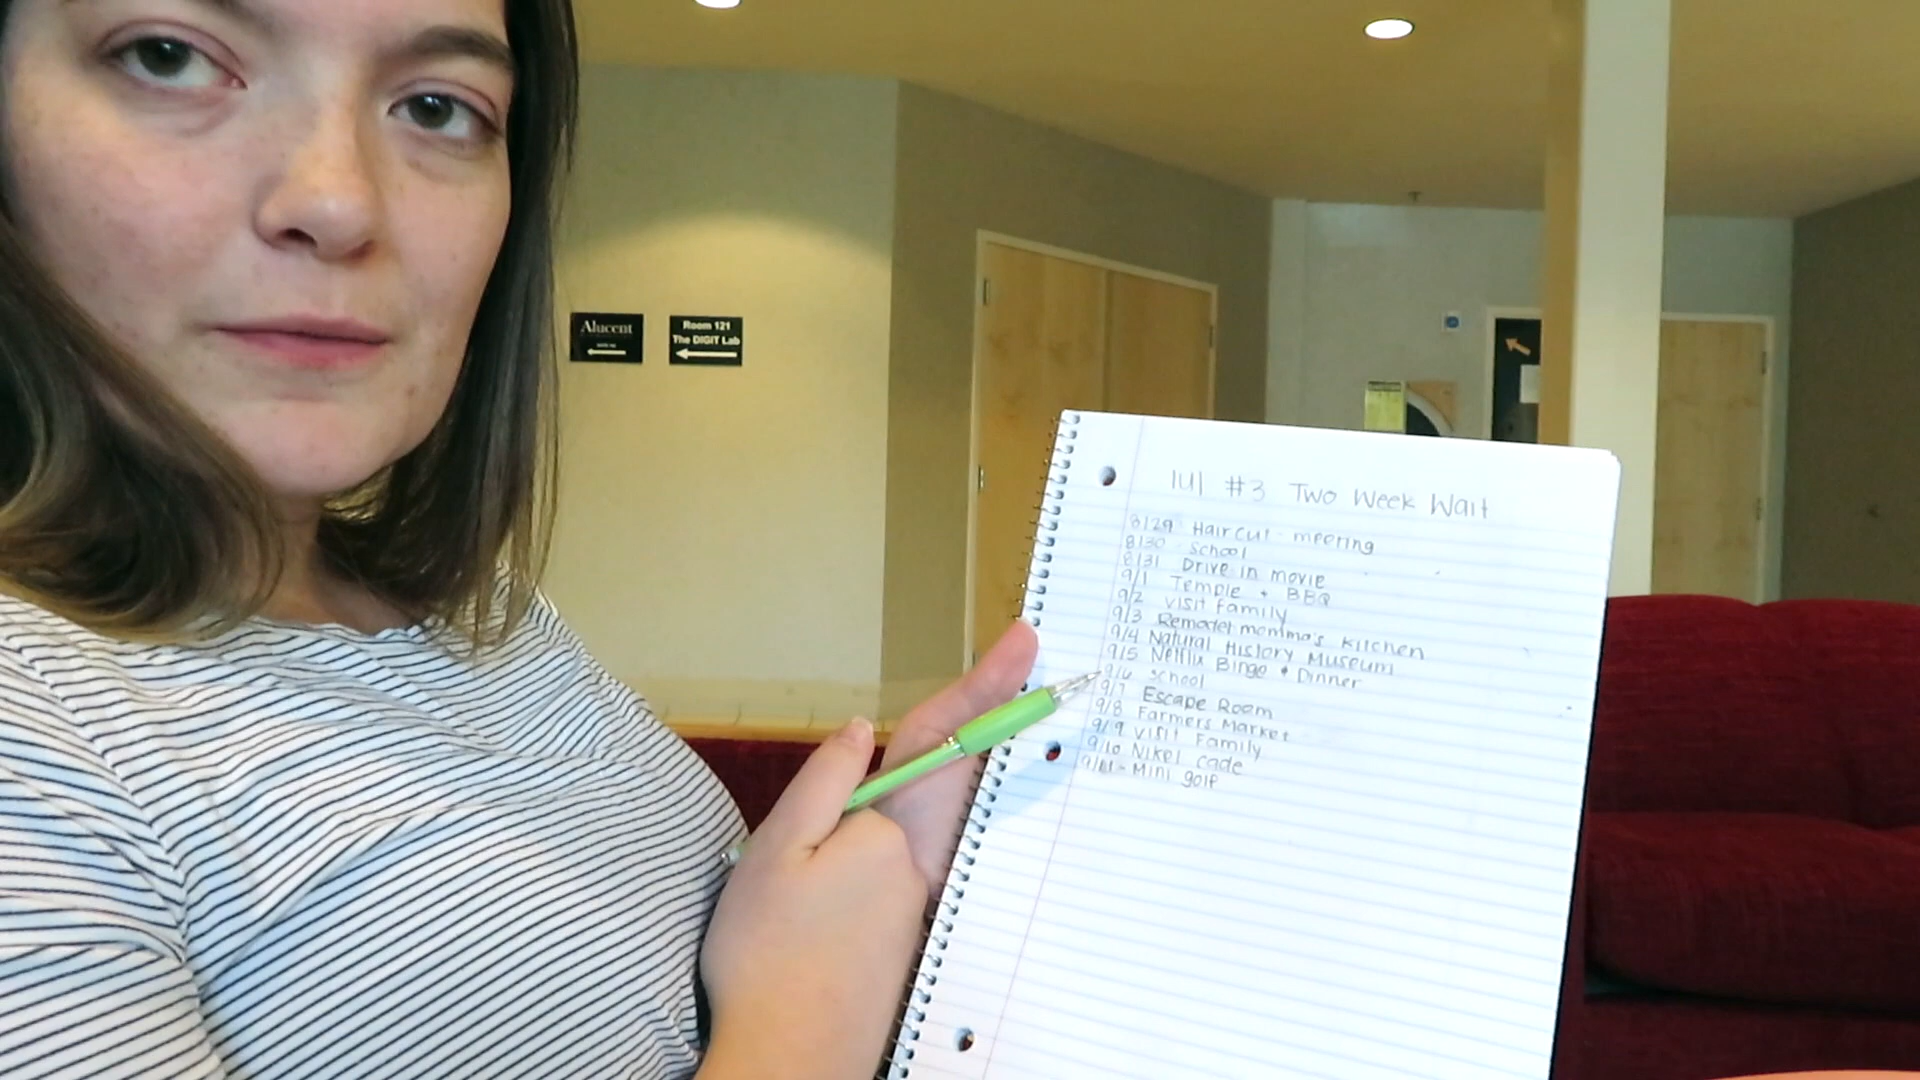 Alucent
Room 121
The DIGIT Lab
IUI #3 Two Week Wait
8/29 Haircut - meeting
8/30 - school
8/31 Drive in movie
9/1 Temple + BBQ
9/2 visit family
9/3 Remodel momma's kitchen
9/4 Natural History Museum
9/5 Netflix Binge + Dinner
9/6 school
9/7 Escape Room
9/8 Farmers Market
9/9 visit Family
9/10 Nikel cade
9/11 - Mini golf